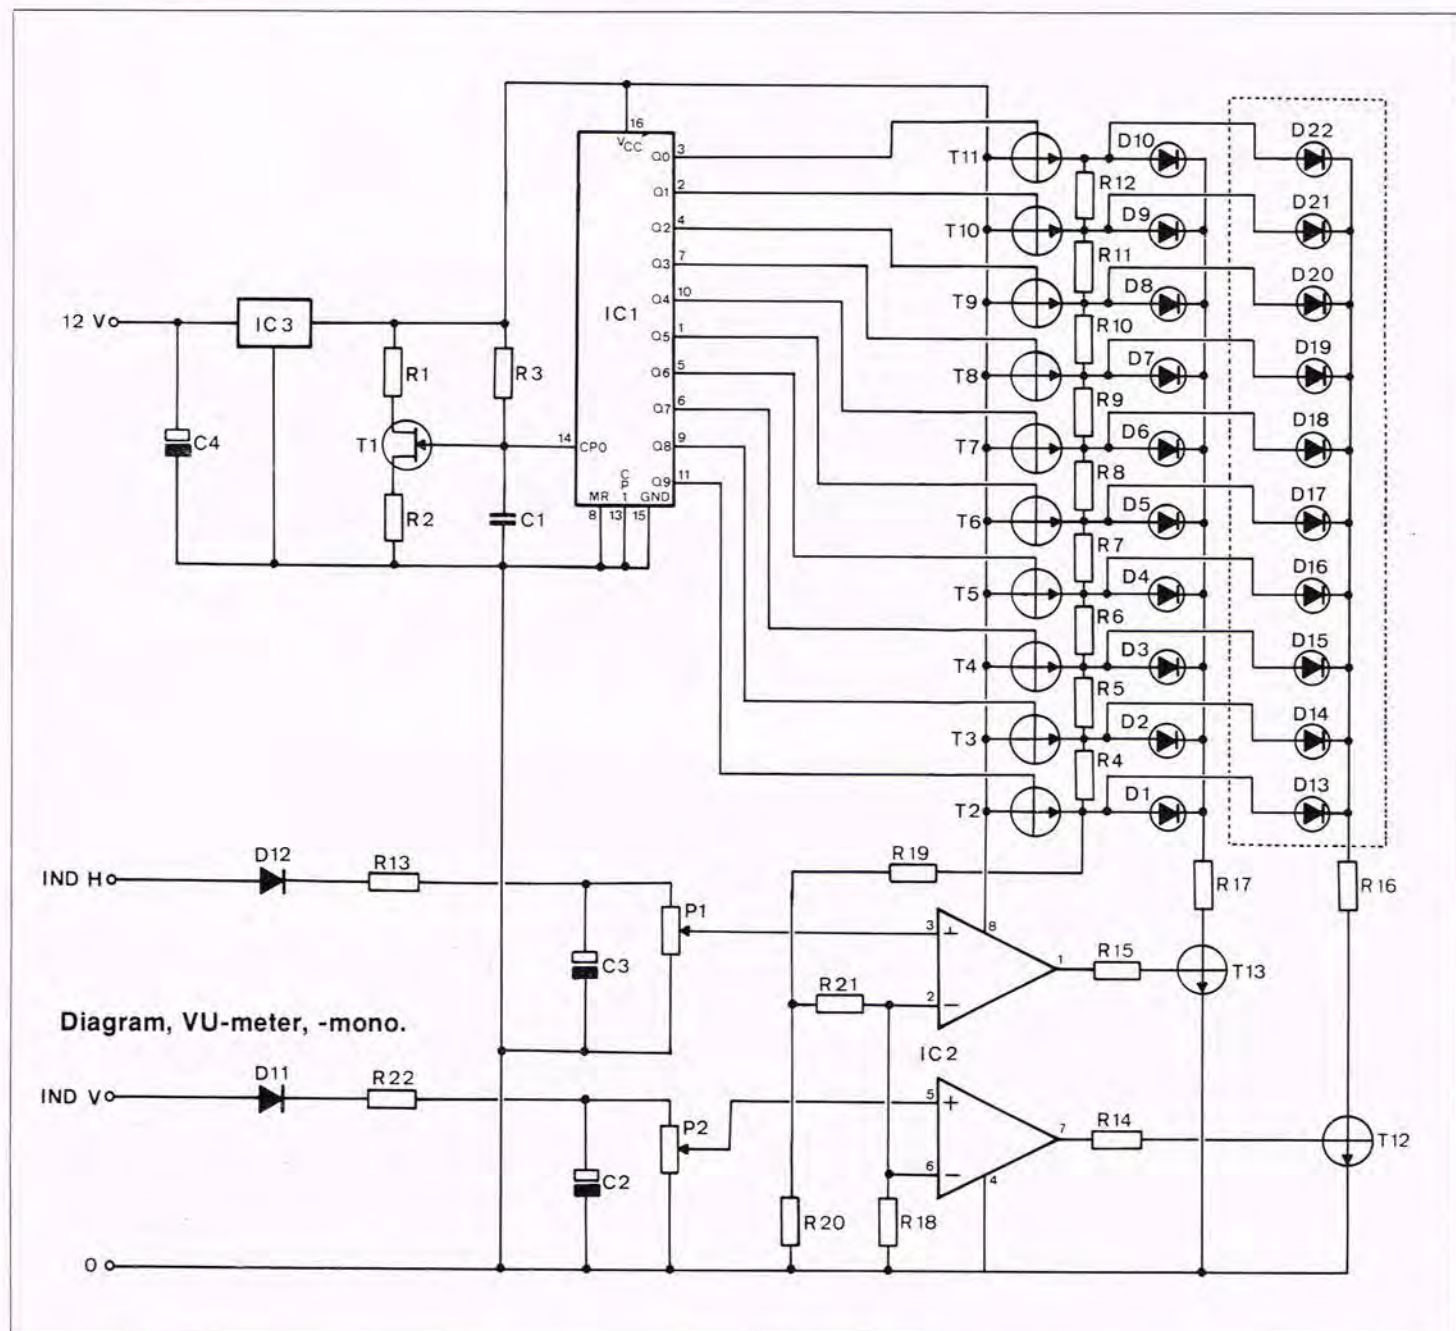 16
VCC
3
Q0
T11
D10
D22
R12
2
Q1
T10
D9
D21
R11
4
Q2
T9
D8
D20
R10
7
Q3
T8
D7
D19
R9
10
Q4
T7
D6
D18
R8
1
Q5
T6
D5
D17
R7
5
Q6
T5
D4
D16
R6
6
Q7
T4
D3
D15
R5
9
Q8
T3
D2
D14
R4
11
Q9
T2
D1
D13
IC1
12 V
IC3
R1
R3
C4
T1
14
CP0
R2
C1
MR
CP1
GND
8
13
15
IND H
D12
R13
R19
R17
R16
P1
C3
3
+
8
1
R15
T13
R21
2
−
IC2
Diagram, VU-meter, -mono.
IND V
D11
R22
P2
C2
5
+
7
R14
T12
6
−
4
R20
R18
0